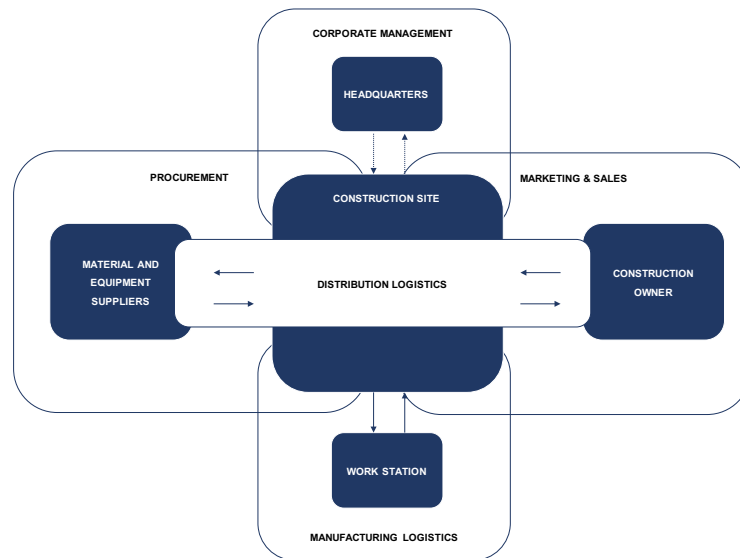 CORPORATE MANAGEMENT
HEADQUARTERS
PROCUREMENT
MARKETING & SALES
CONSTRUCTION SITE
MATERIAL AND
EQUIPMENT
SUPPLIERS
DISTRIBUTION LOGISTICS
CONSTRUCTION
OWNER
WORK STATION
MANUFACTURING LOGISTICS